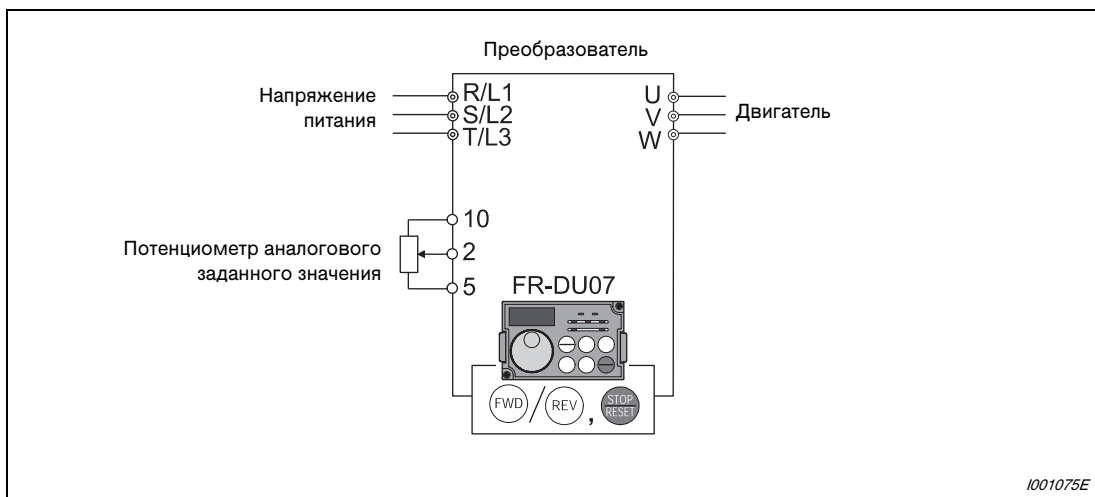 Преобразователь
Напряжение
питания
R/L1
S/L2
T/L3
U
V
W
Двигатель
Потенциометр аналогового
заданного значения
10
2
5
FR-DU07
FWD / REV , STOP
RESET
I001075E